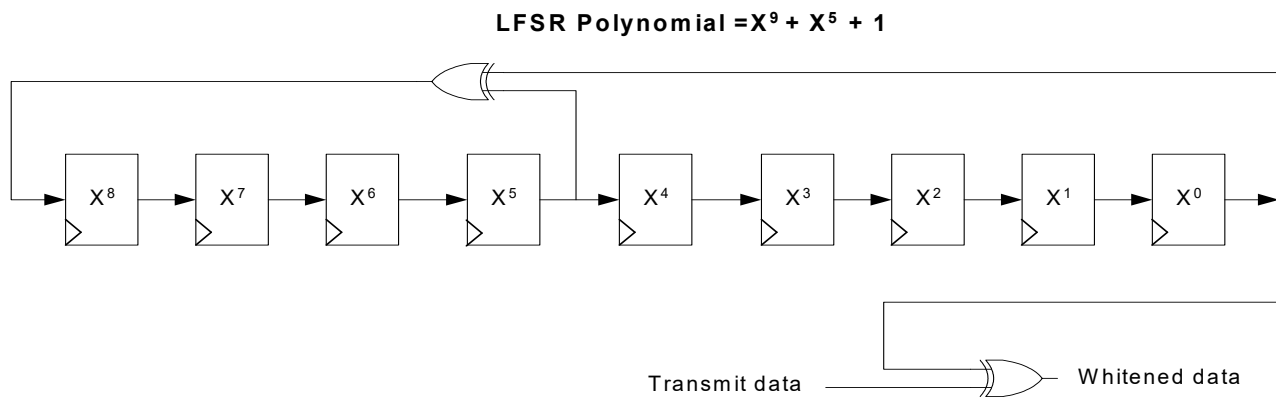 LFSR Polynomial =X⁹ + X⁵ + 1
X⁸ X⁷ X⁶ X⁵ X⁴ X³ X² X¹ X⁰
Transmit data Whitened data